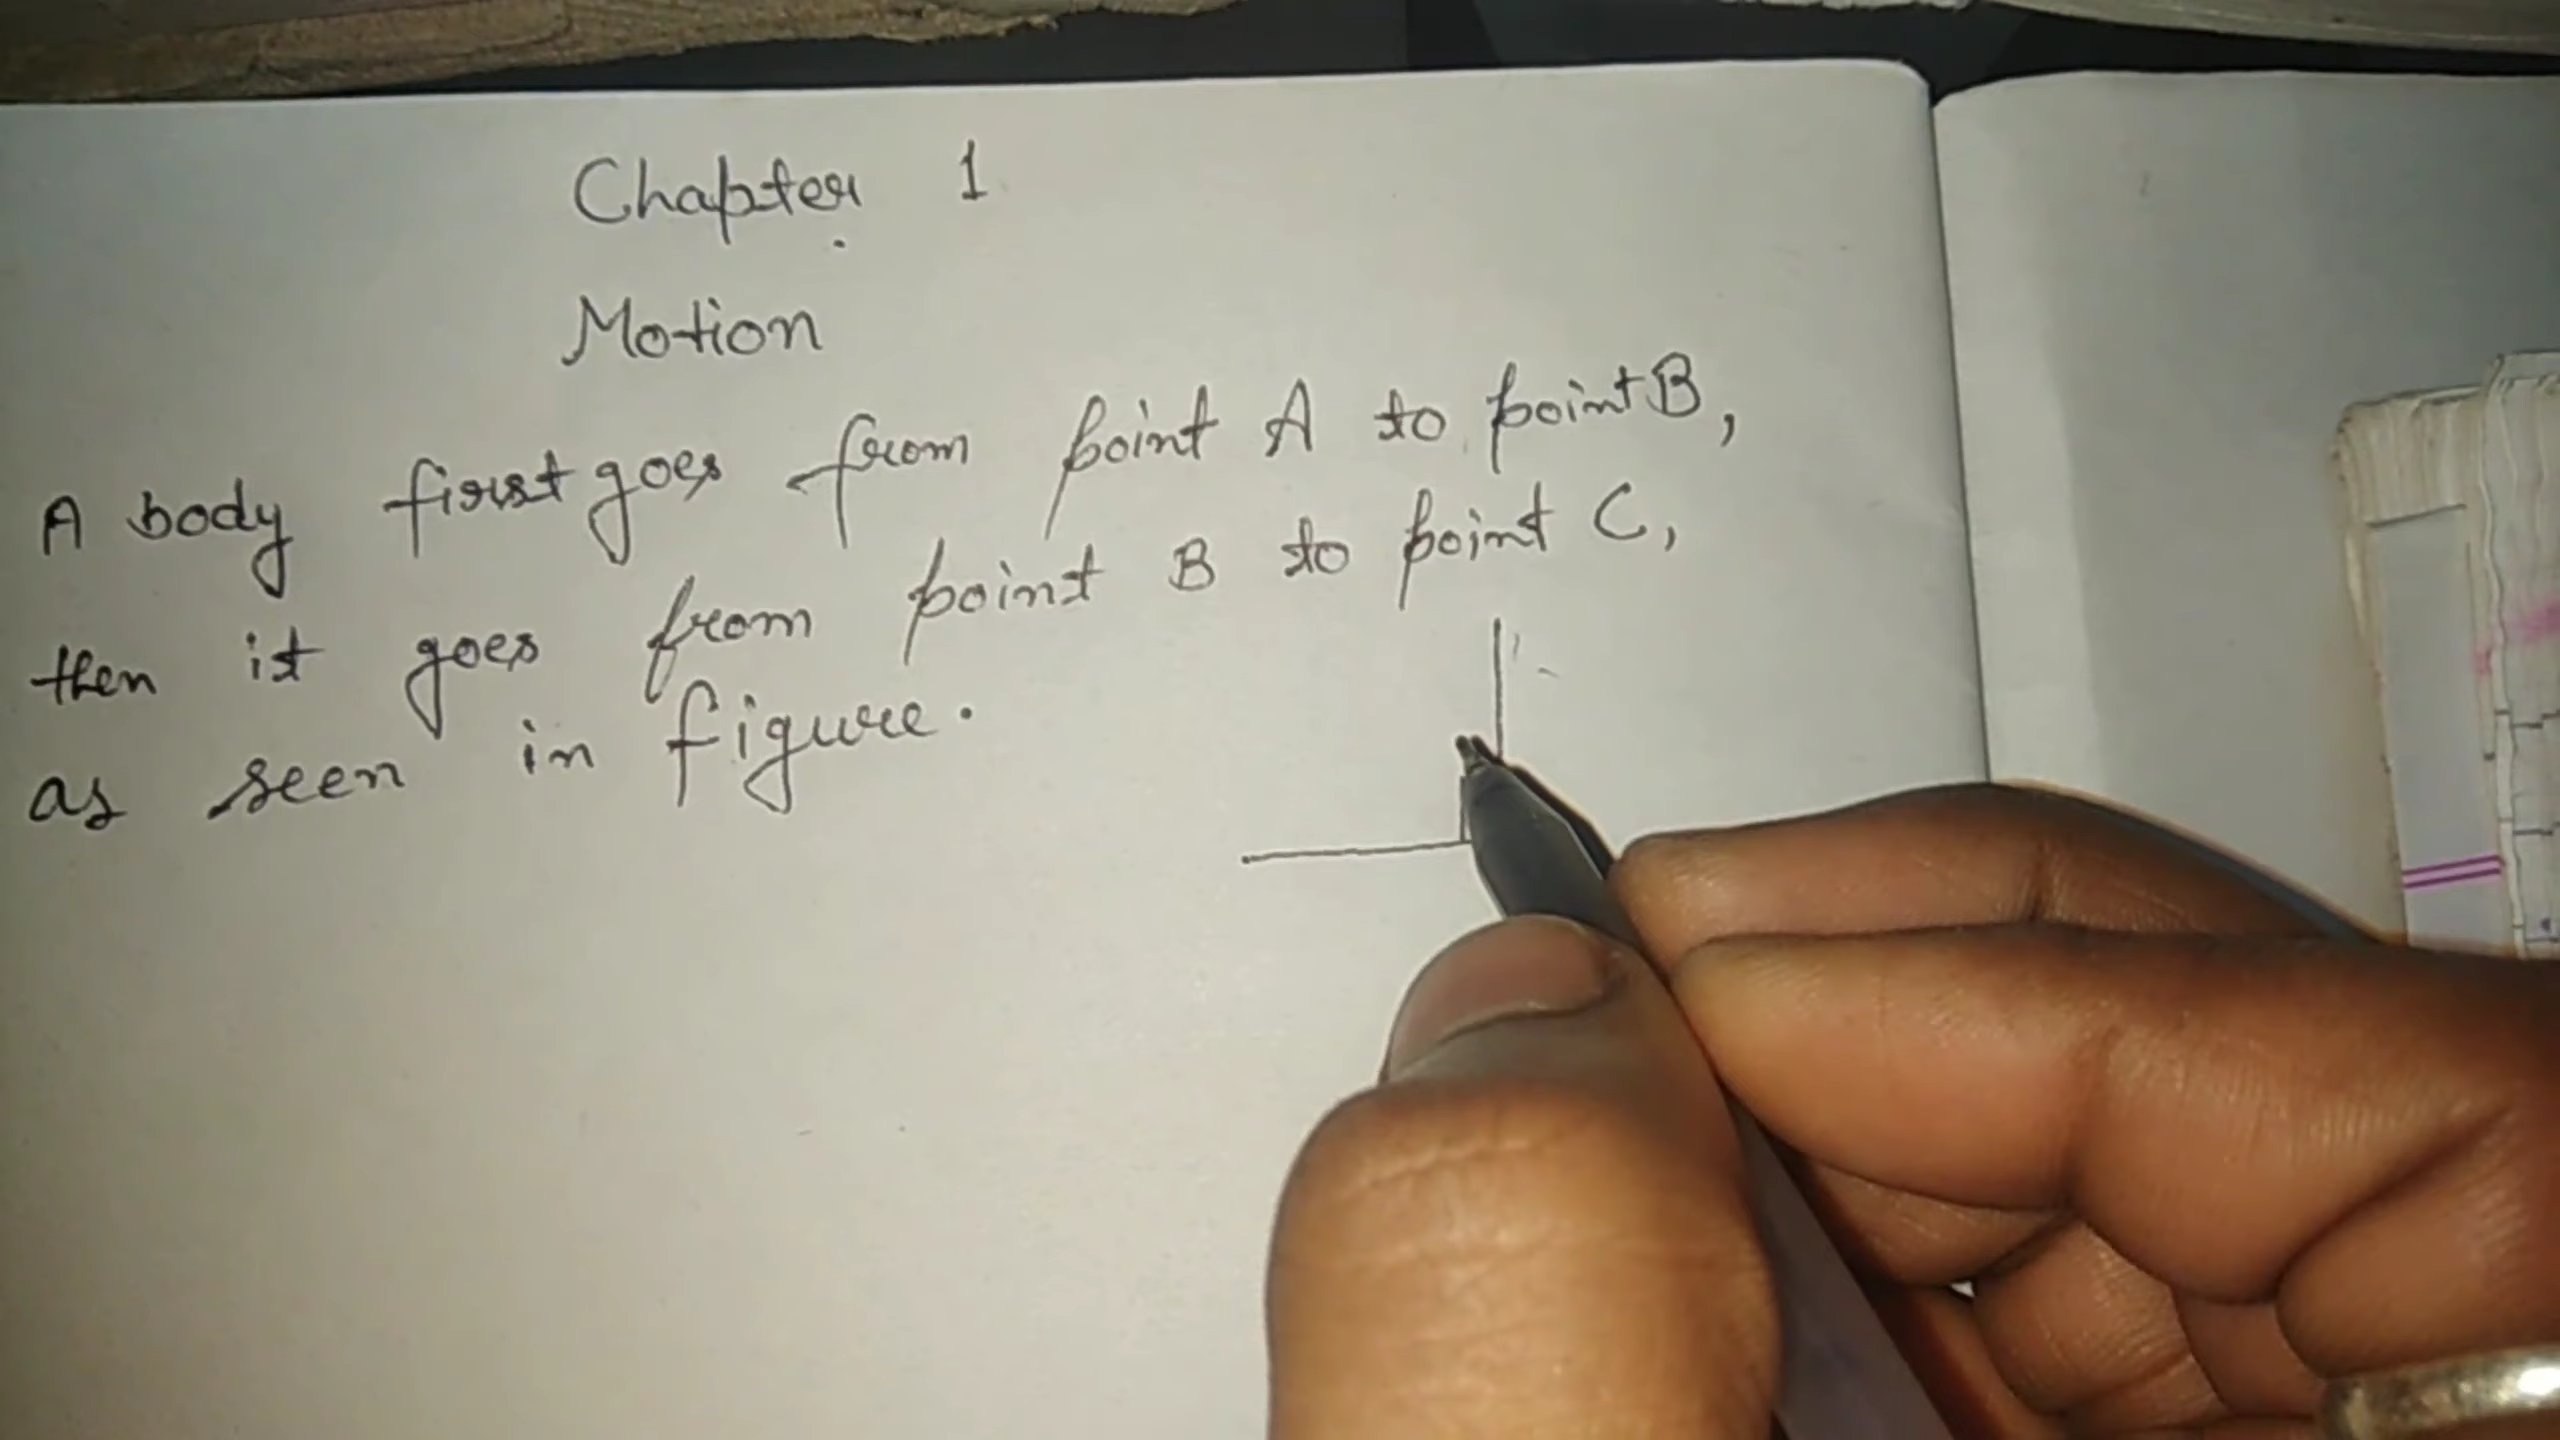 Chapter 1
Motion
A body first goes from point A to point B,
then it goes from point B to point C,
as seen in figure.